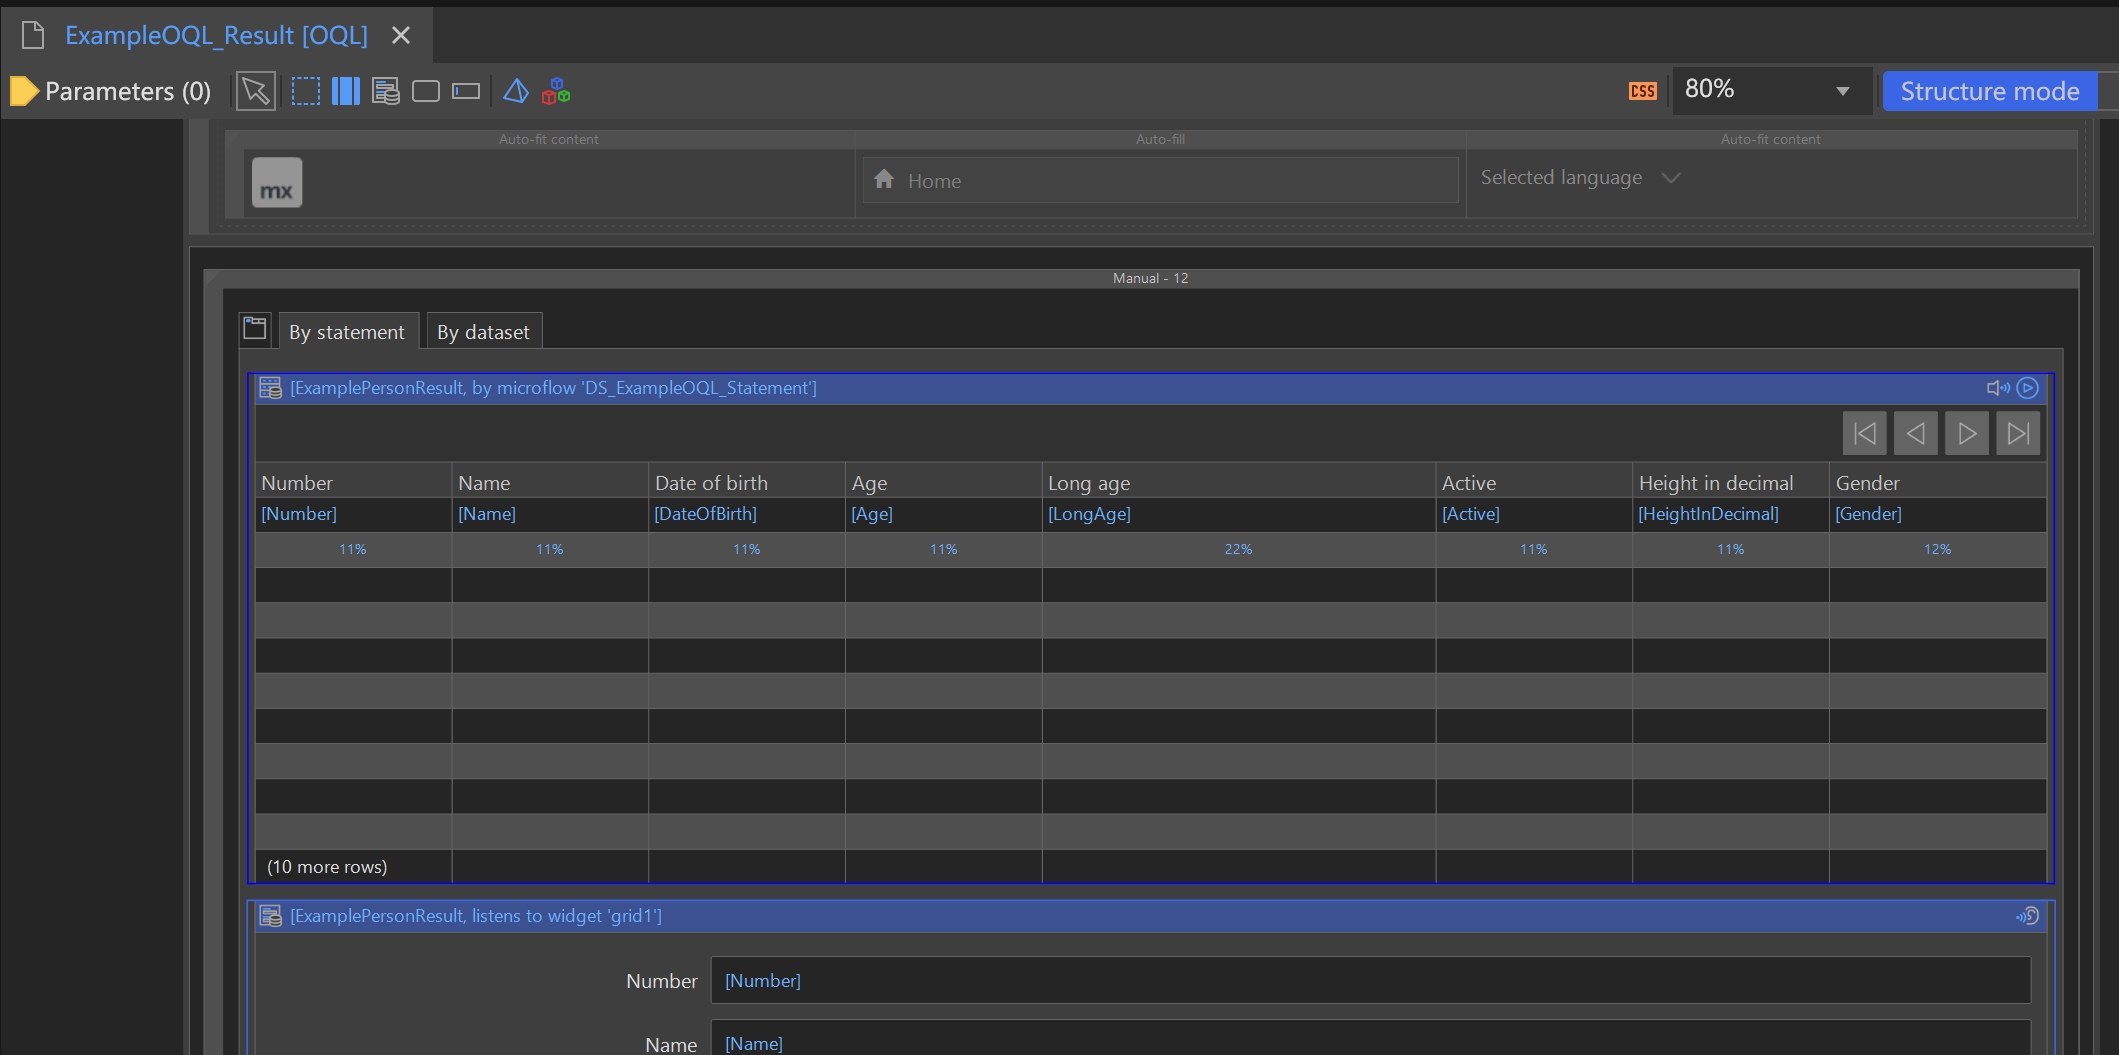 ExampleOQL_Result [OQL]
Parameters (0)
CSS
80%
Structure mode
Auto-fit content
Auto-fill
Auto-fit content
mx
Home
Selected language
Manual - 12
By statement
By dataset
[ExamplePersonResult, by microflow 'DS_ExampleOQL_Statement']
Number Name Date of birth Age Long age Active Height in decimal Gender
[Number] [Name] [DateOfBirth] [Age] [LongAge] [Active] [HeightInDecimal] [Gender]
11% 11% 11% 11% 22% 11% 11% 12%
(10 more rows)
[ExamplePersonResult, listens to widget 'grid1']
Number [Number]
Name [Name]